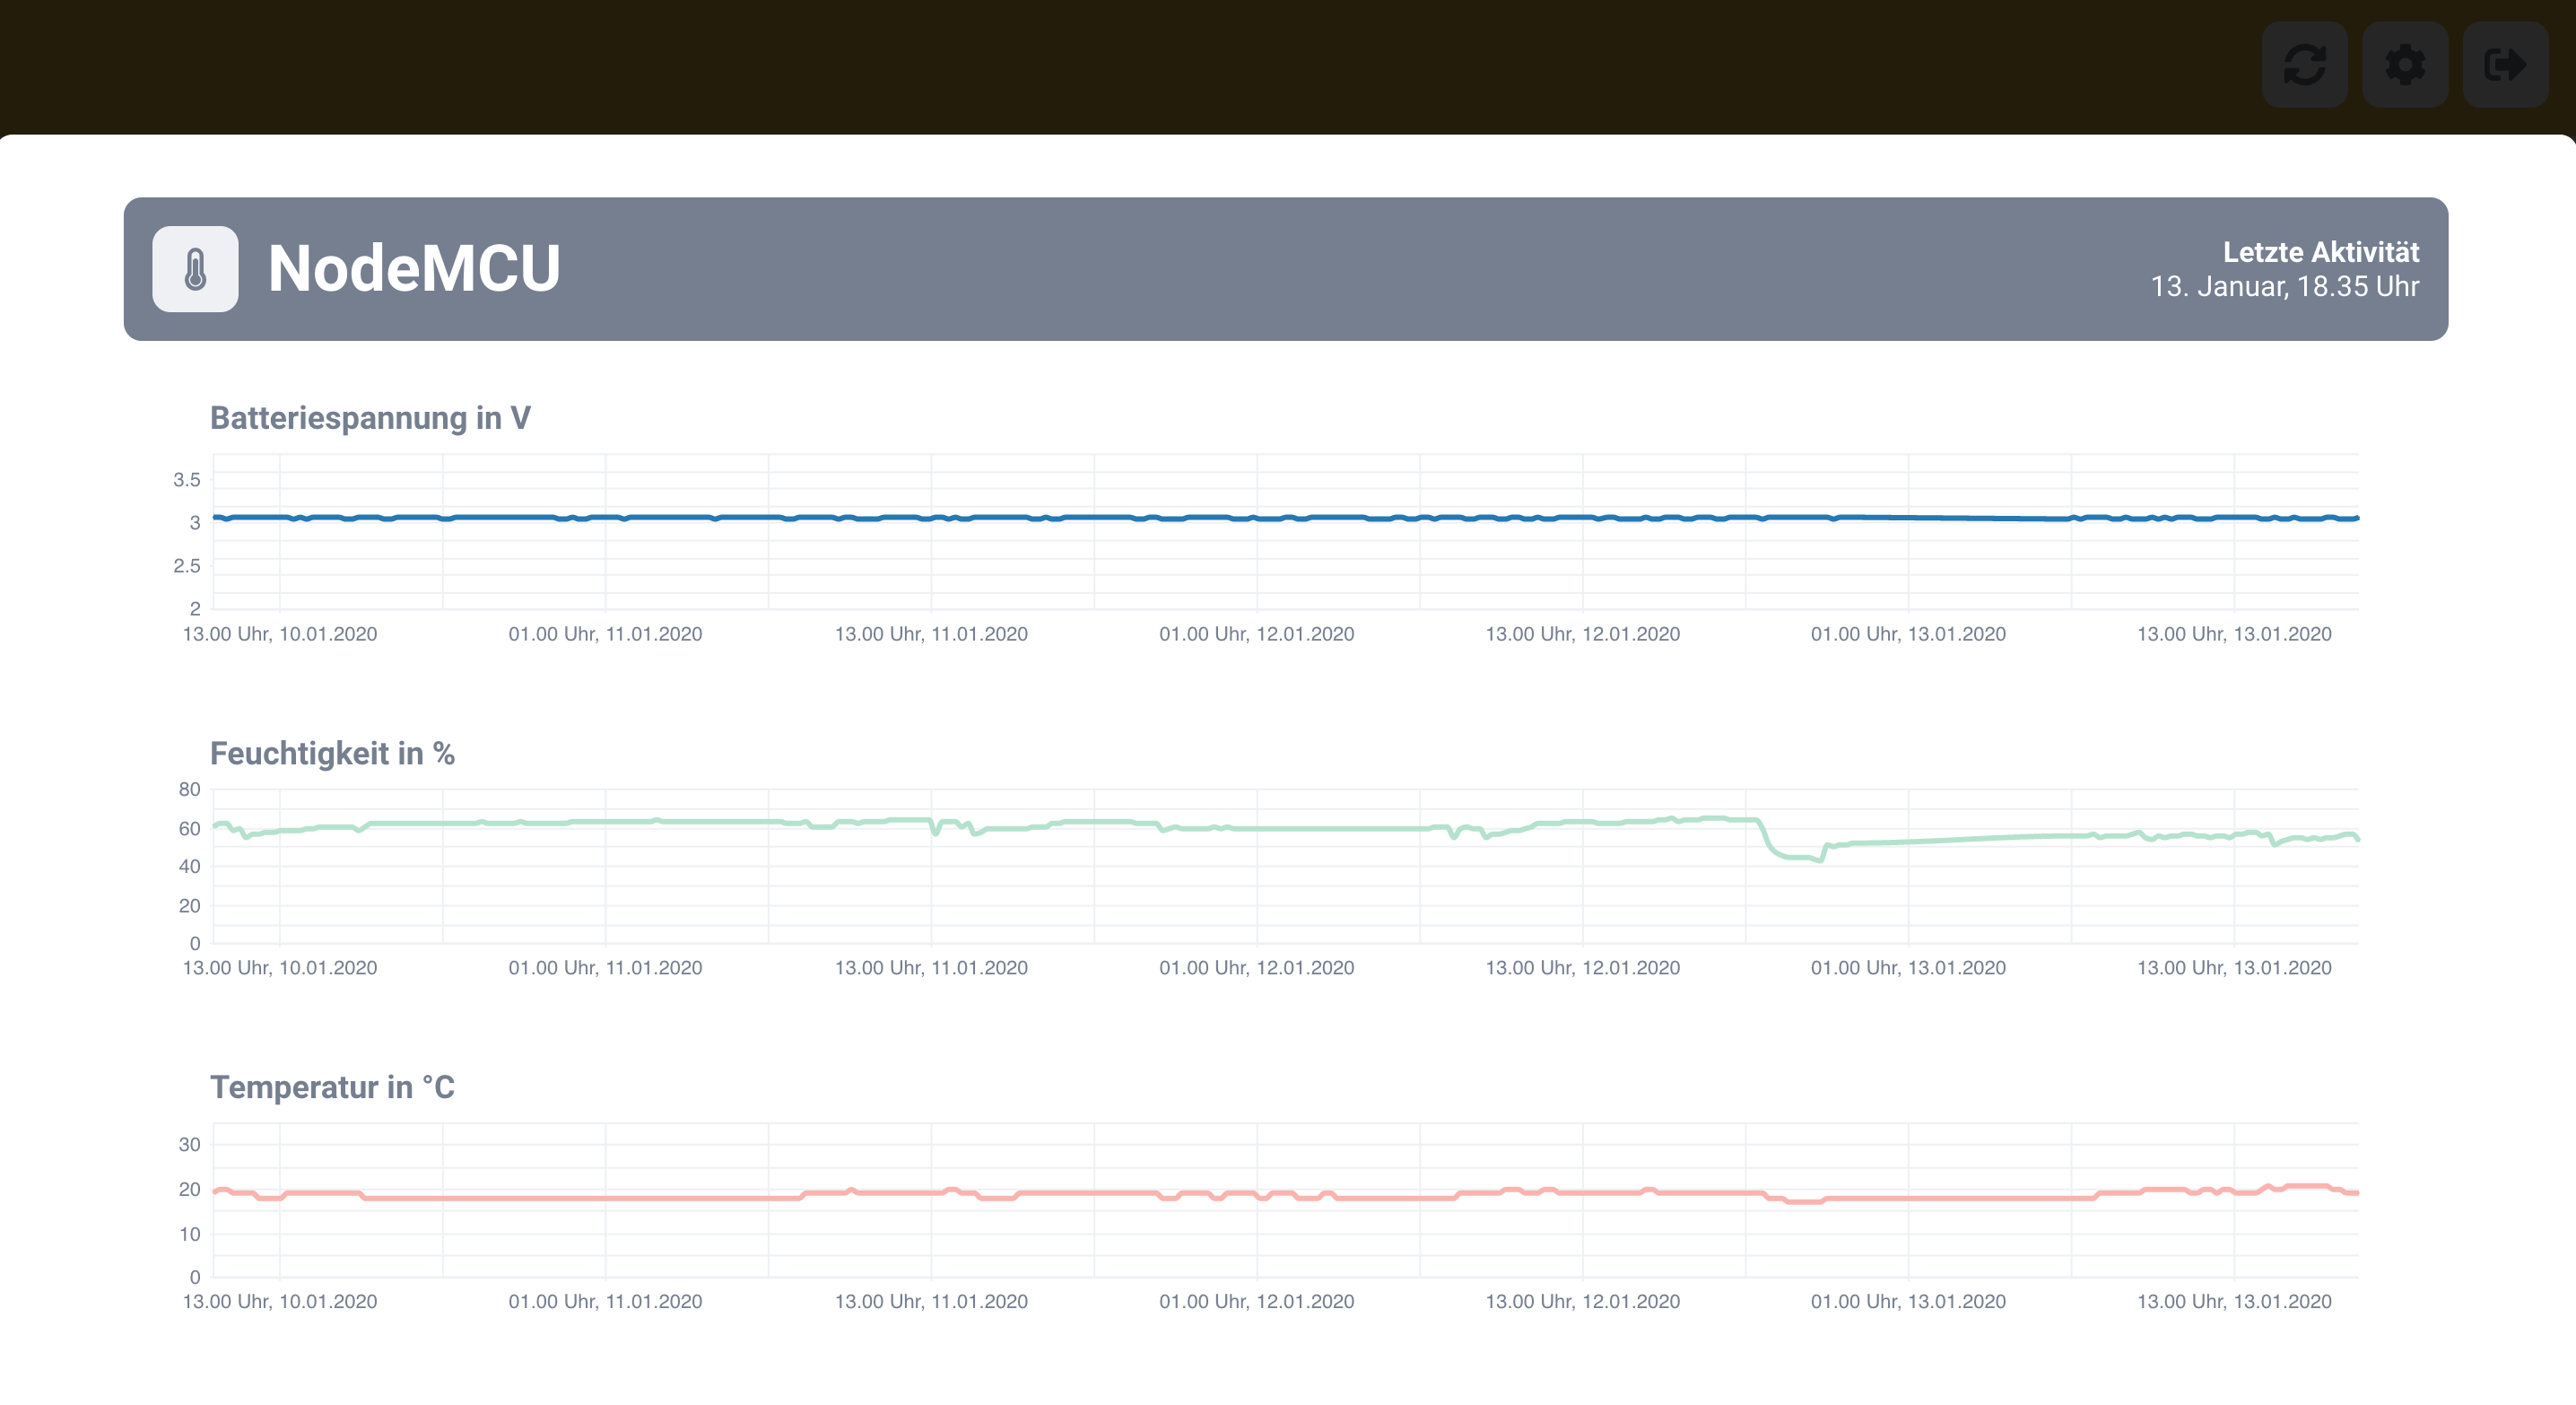 NodeMCU
Letzte Aktivität
13. Januar, 18.35 Uhr
Batteriespannung in V
3.5
3
2.5
2
13.00 Uhr, 10.01.2020 01.00 Uhr, 11.01.2020 13.00 Uhr, 11.01.2020 01.00 Uhr, 12.01.2020 13.00 Uhr, 12.01.2020 01.00 Uhr, 13.01.2020 13.00 Uhr, 13.01.2020
Feuchtigkeit in %
80
60
40
20
0
13.00 Uhr, 10.01.2020 01.00 Uhr, 11.01.2020 13.00 Uhr, 11.01.2020 01.00 Uhr, 12.01.2020 13.00 Uhr, 12.01.2020 01.00 Uhr, 13.01.2020 13.00 Uhr, 13.01.2020
Temperatur in °C
30
20
10
0
13.00 Uhr, 10.01.2020 01.00 Uhr, 11.01.2020 13.00 Uhr, 11.01.2020 01.00 Uhr, 12.01.2020 13.00 Uhr, 12.01.2020 01.00 Uhr, 13.01.2020 13.00 Uhr, 13.01.2020